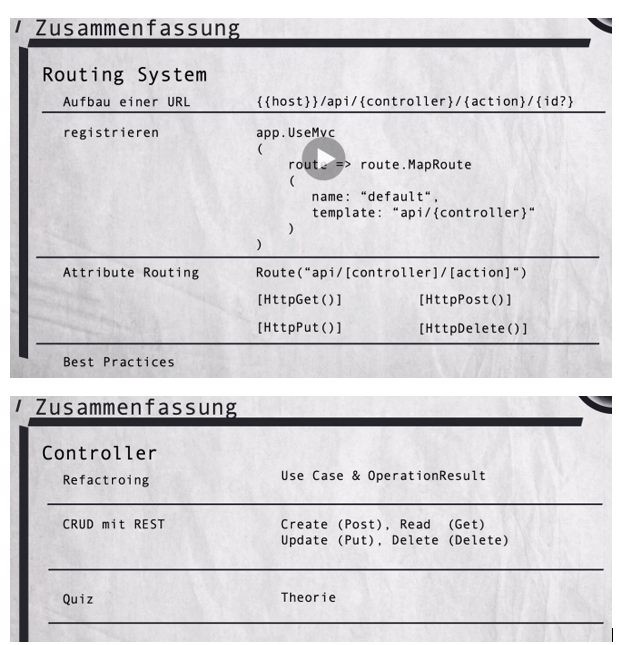 Zusammenfassung
Routing System
Aufbau einer URL {{host}}/api/{controller}/{action}/{id?}
registrieren app.UseMvc
(
route => route.MapRoute
(
name: “default“,
template: “api/{controller}“
)
)
Attribute Routing Route(“api/[controller]/[action]“)
[HttpGet()] [HttpPost()]
[HttpPut()] [HttpDelete()]
Best Practices
Zusammenfassung
Controller
Refactroing Use Case & OperationResult
CRUD mit REST Create (Post), Read (Get)
Update (Put), Delete (Delete)
Quiz Theorie